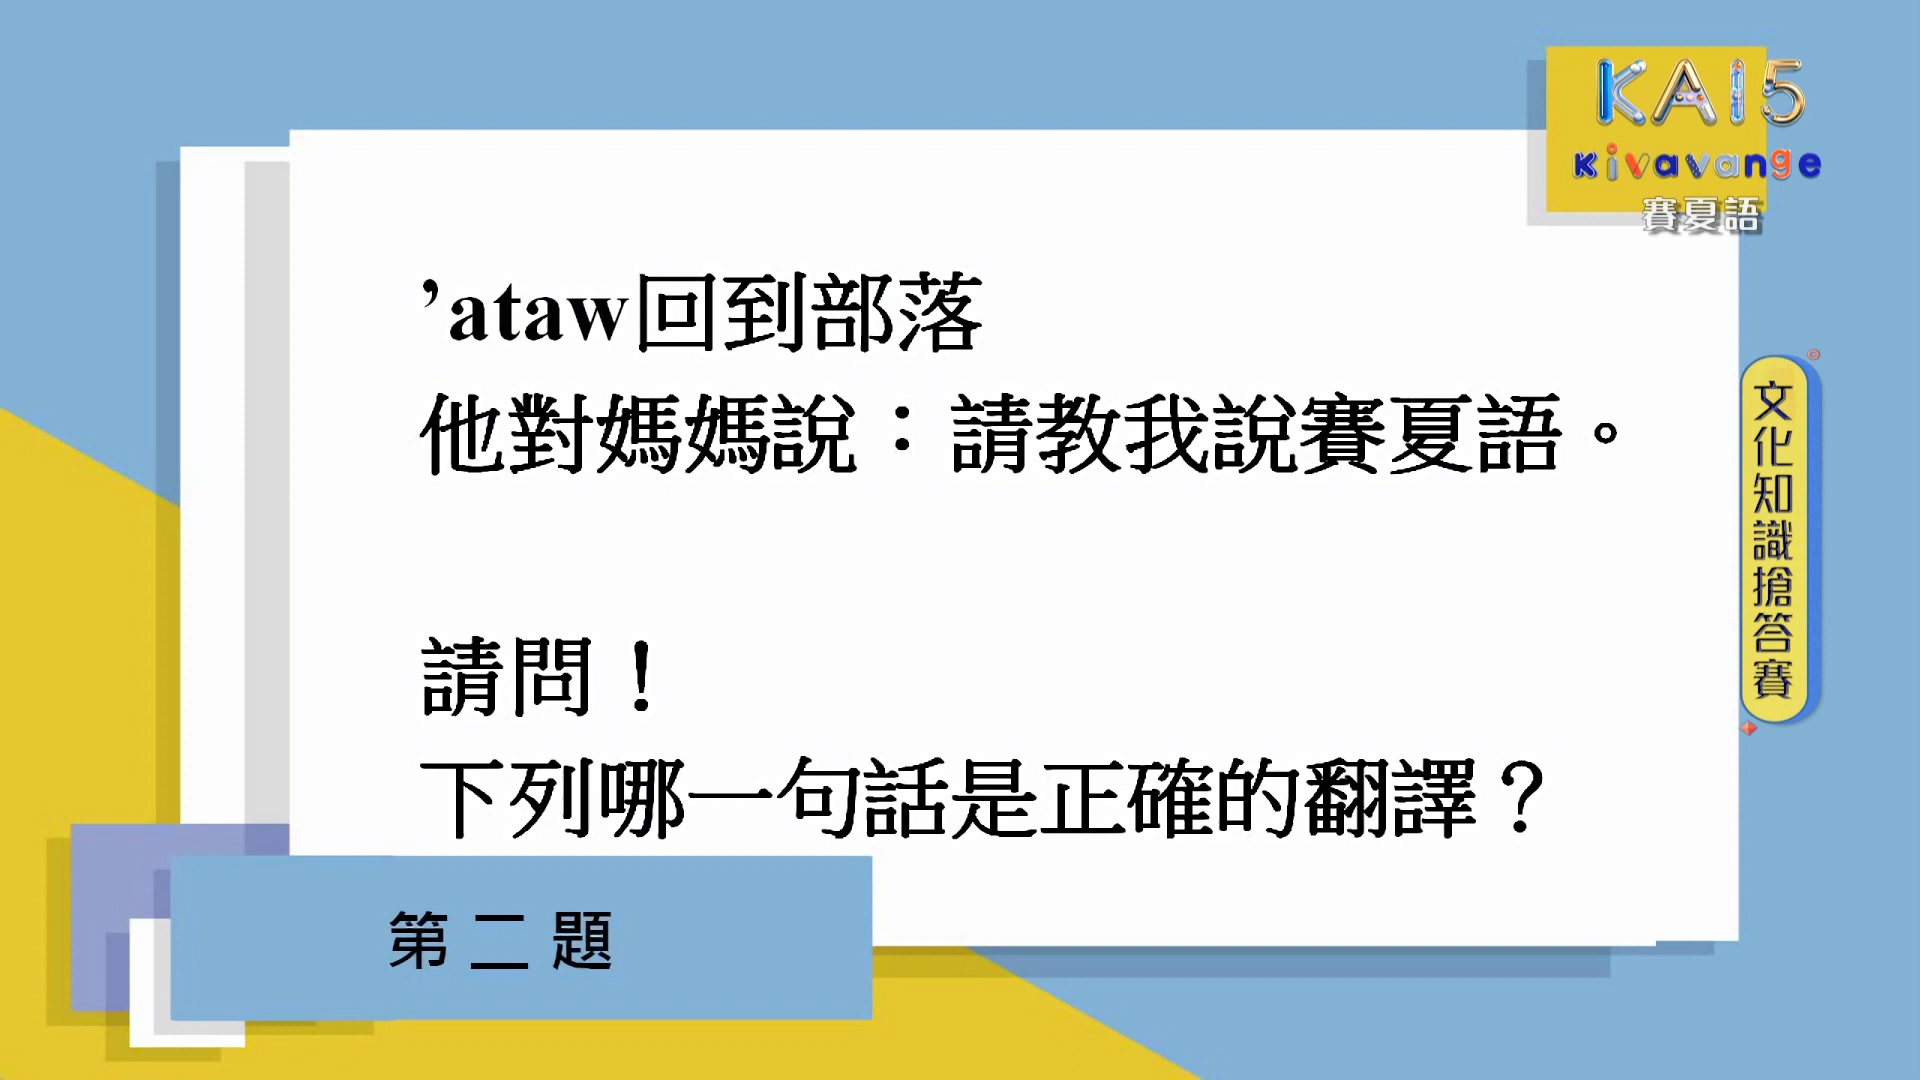 KAI5
Kivavange
賽夏語
’ataw回到部落
他對媽媽說：請教我說賽夏語。
請問！
下列哪一句話是正確的翻譯？
文化知識搶答賽
第二題